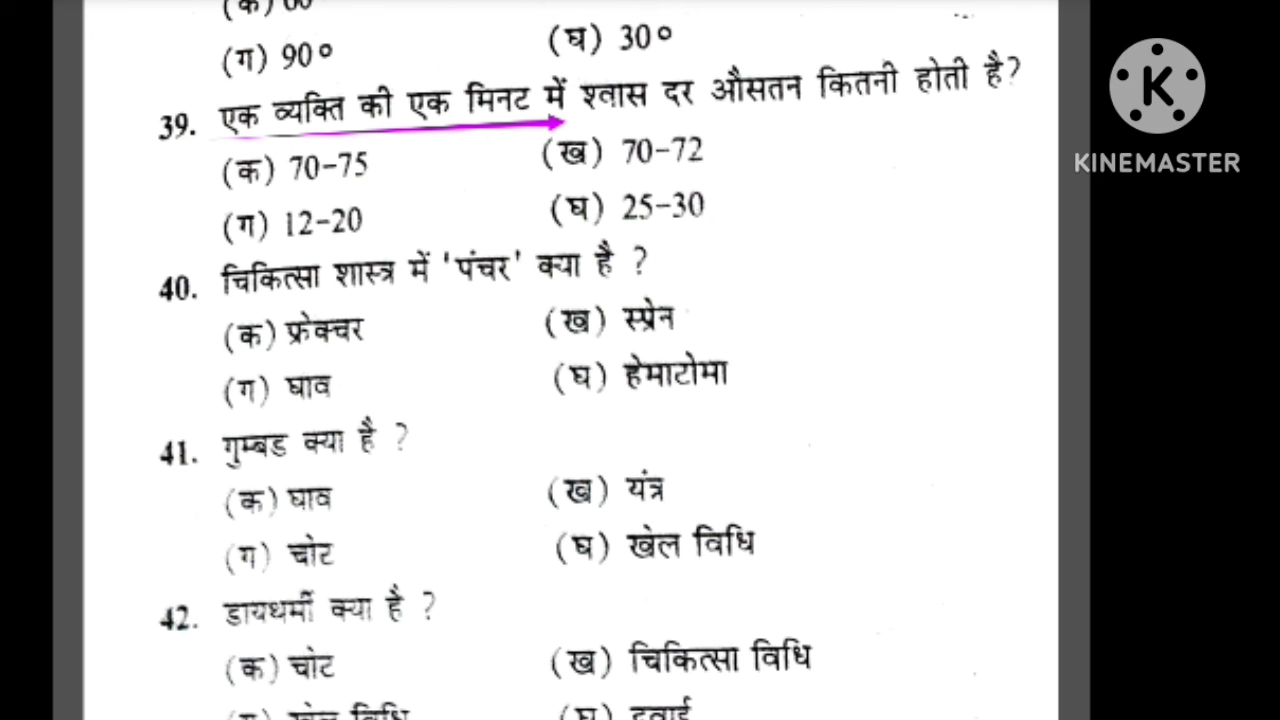 (ग) 90° (घ) 30°
39. एक व्यक्ति की एक मिनट में श्वास दर औसतन कितनी होती है?
(क) 70-75 (ख) 70-72
(ग) 12-20 (घ) 25-30
40. चिकित्सा शास्त्र में 'पंचर' क्या है ?
(क) फ्रेक्चर (ख) स्प्रेन
(ग) घाव (घ) हेमाटोमा
41. गुम्बड क्या है ?
(क) घाव (ख) यंत्र
(ग) चोट (घ) खेल विधि
42. डायथर्मी क्या है ?
(क) चोट (ख) चिकित्सा विधि
(ग) खेल विधि (घ) दवाई
KINEMASTER